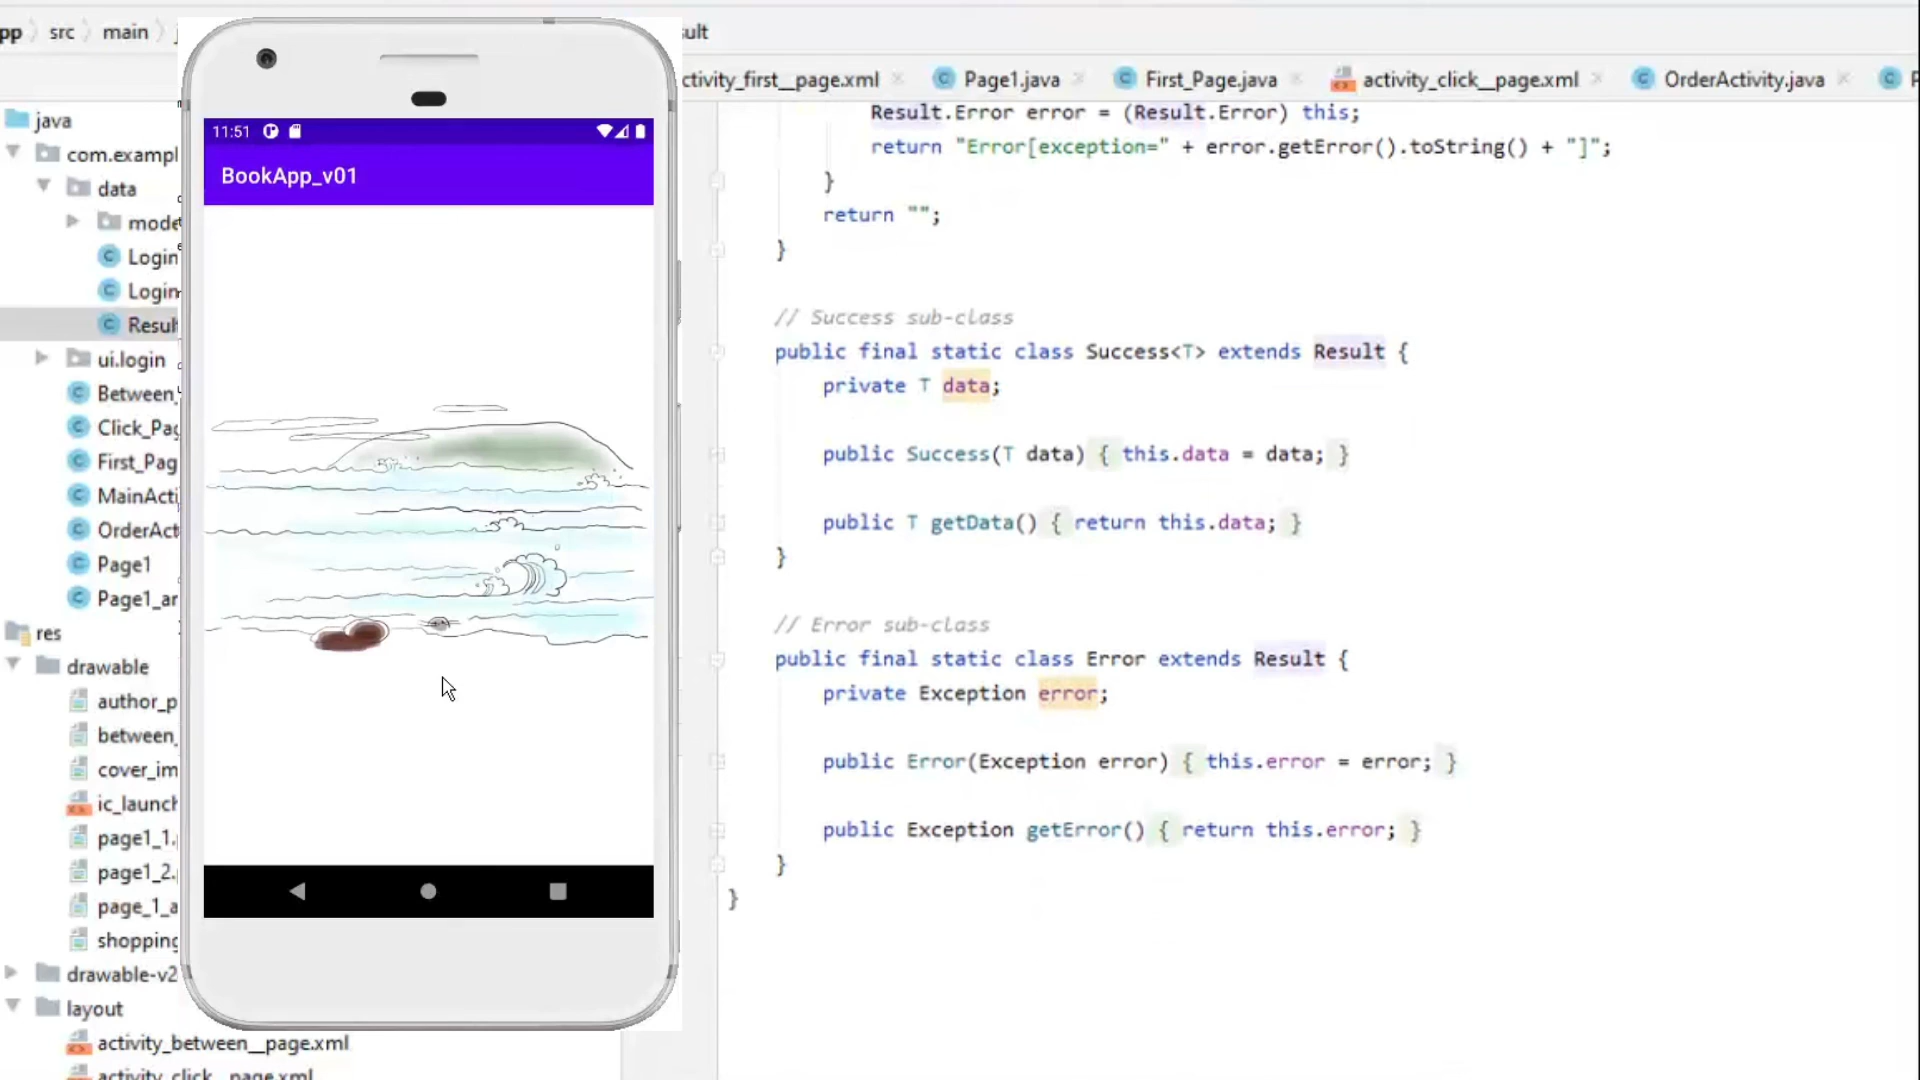 src main
ult
ctivity_first__page.xml Page1.java First_Page.java activity_click__page.xml OrderActivity.java
java
com.exampl
data
mode
Login
Login
Resul
ui.login
Between_
Click_Pag
First_Pag
MainActi
OrderAct
Page1
Page1_ar
res
drawable
author_p
between_
cover_im
ic_launch
page1_1.
page1_2.
page_1_a
shopping
drawable-v2
layout
activity_between__page.xml
activity_click__page.xml
11:51
BookApp_v01
Result.Error error = (Result.Error) this;
return "Error[exception=" + error.getError().toString() + "]";
}
return "";
}
// Success sub-class
public final static class Success<T> extends Result {
private T data;
public Success(T data) { this.data = data; }
public T getData() { return this.data; }
}
// Error sub-class
public final static class Error extends Result {
private Exception error;
public Error(Exception error) { this.error = error; }
public Exception getError() { return this.error; }
}
}